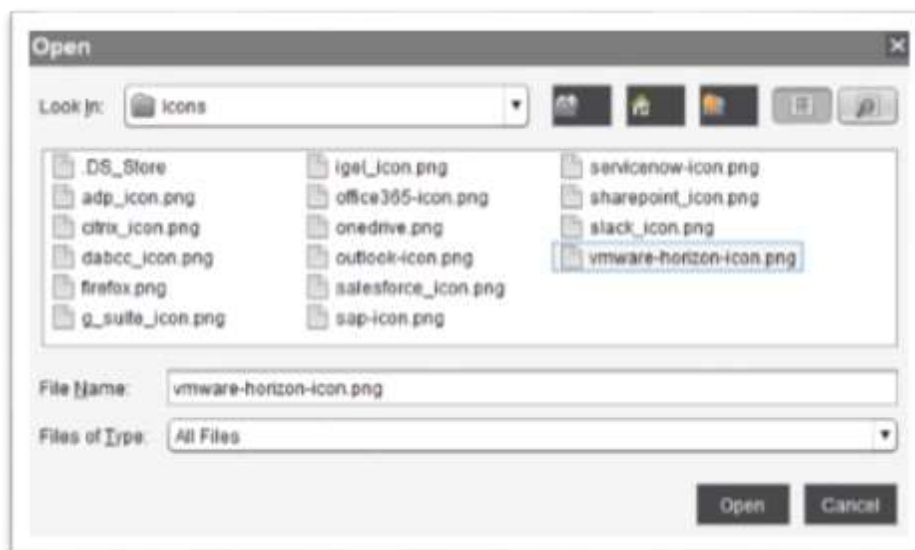 Open
Look In: Icons
.DS_Store
adp_icon.png
citrix_icon.png
dabcc_icon.png
firefox.png
g_suite_icon.png
igel_icon.png
office365-icon.png
onedrive.png
outlook-icon.png
salesforce_icon.png
sap-icon.png
servicenow-icon.png
sharepoint_icon.png
slack_icon.png
vmware-horizon-icon.png
File Name: vmware-horizon-icon.png
Files of Type: All Files
Open Cancel